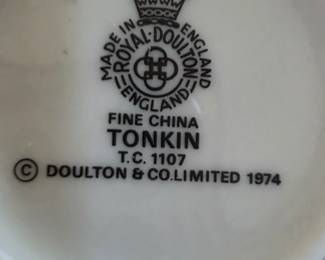 MADE IN ENGLAND
ROYAL·DOULTON
ENGLAND
FINE CHINA
TONKIN
T.C. 1107
© DOULTON & CO. LIMITED 1974